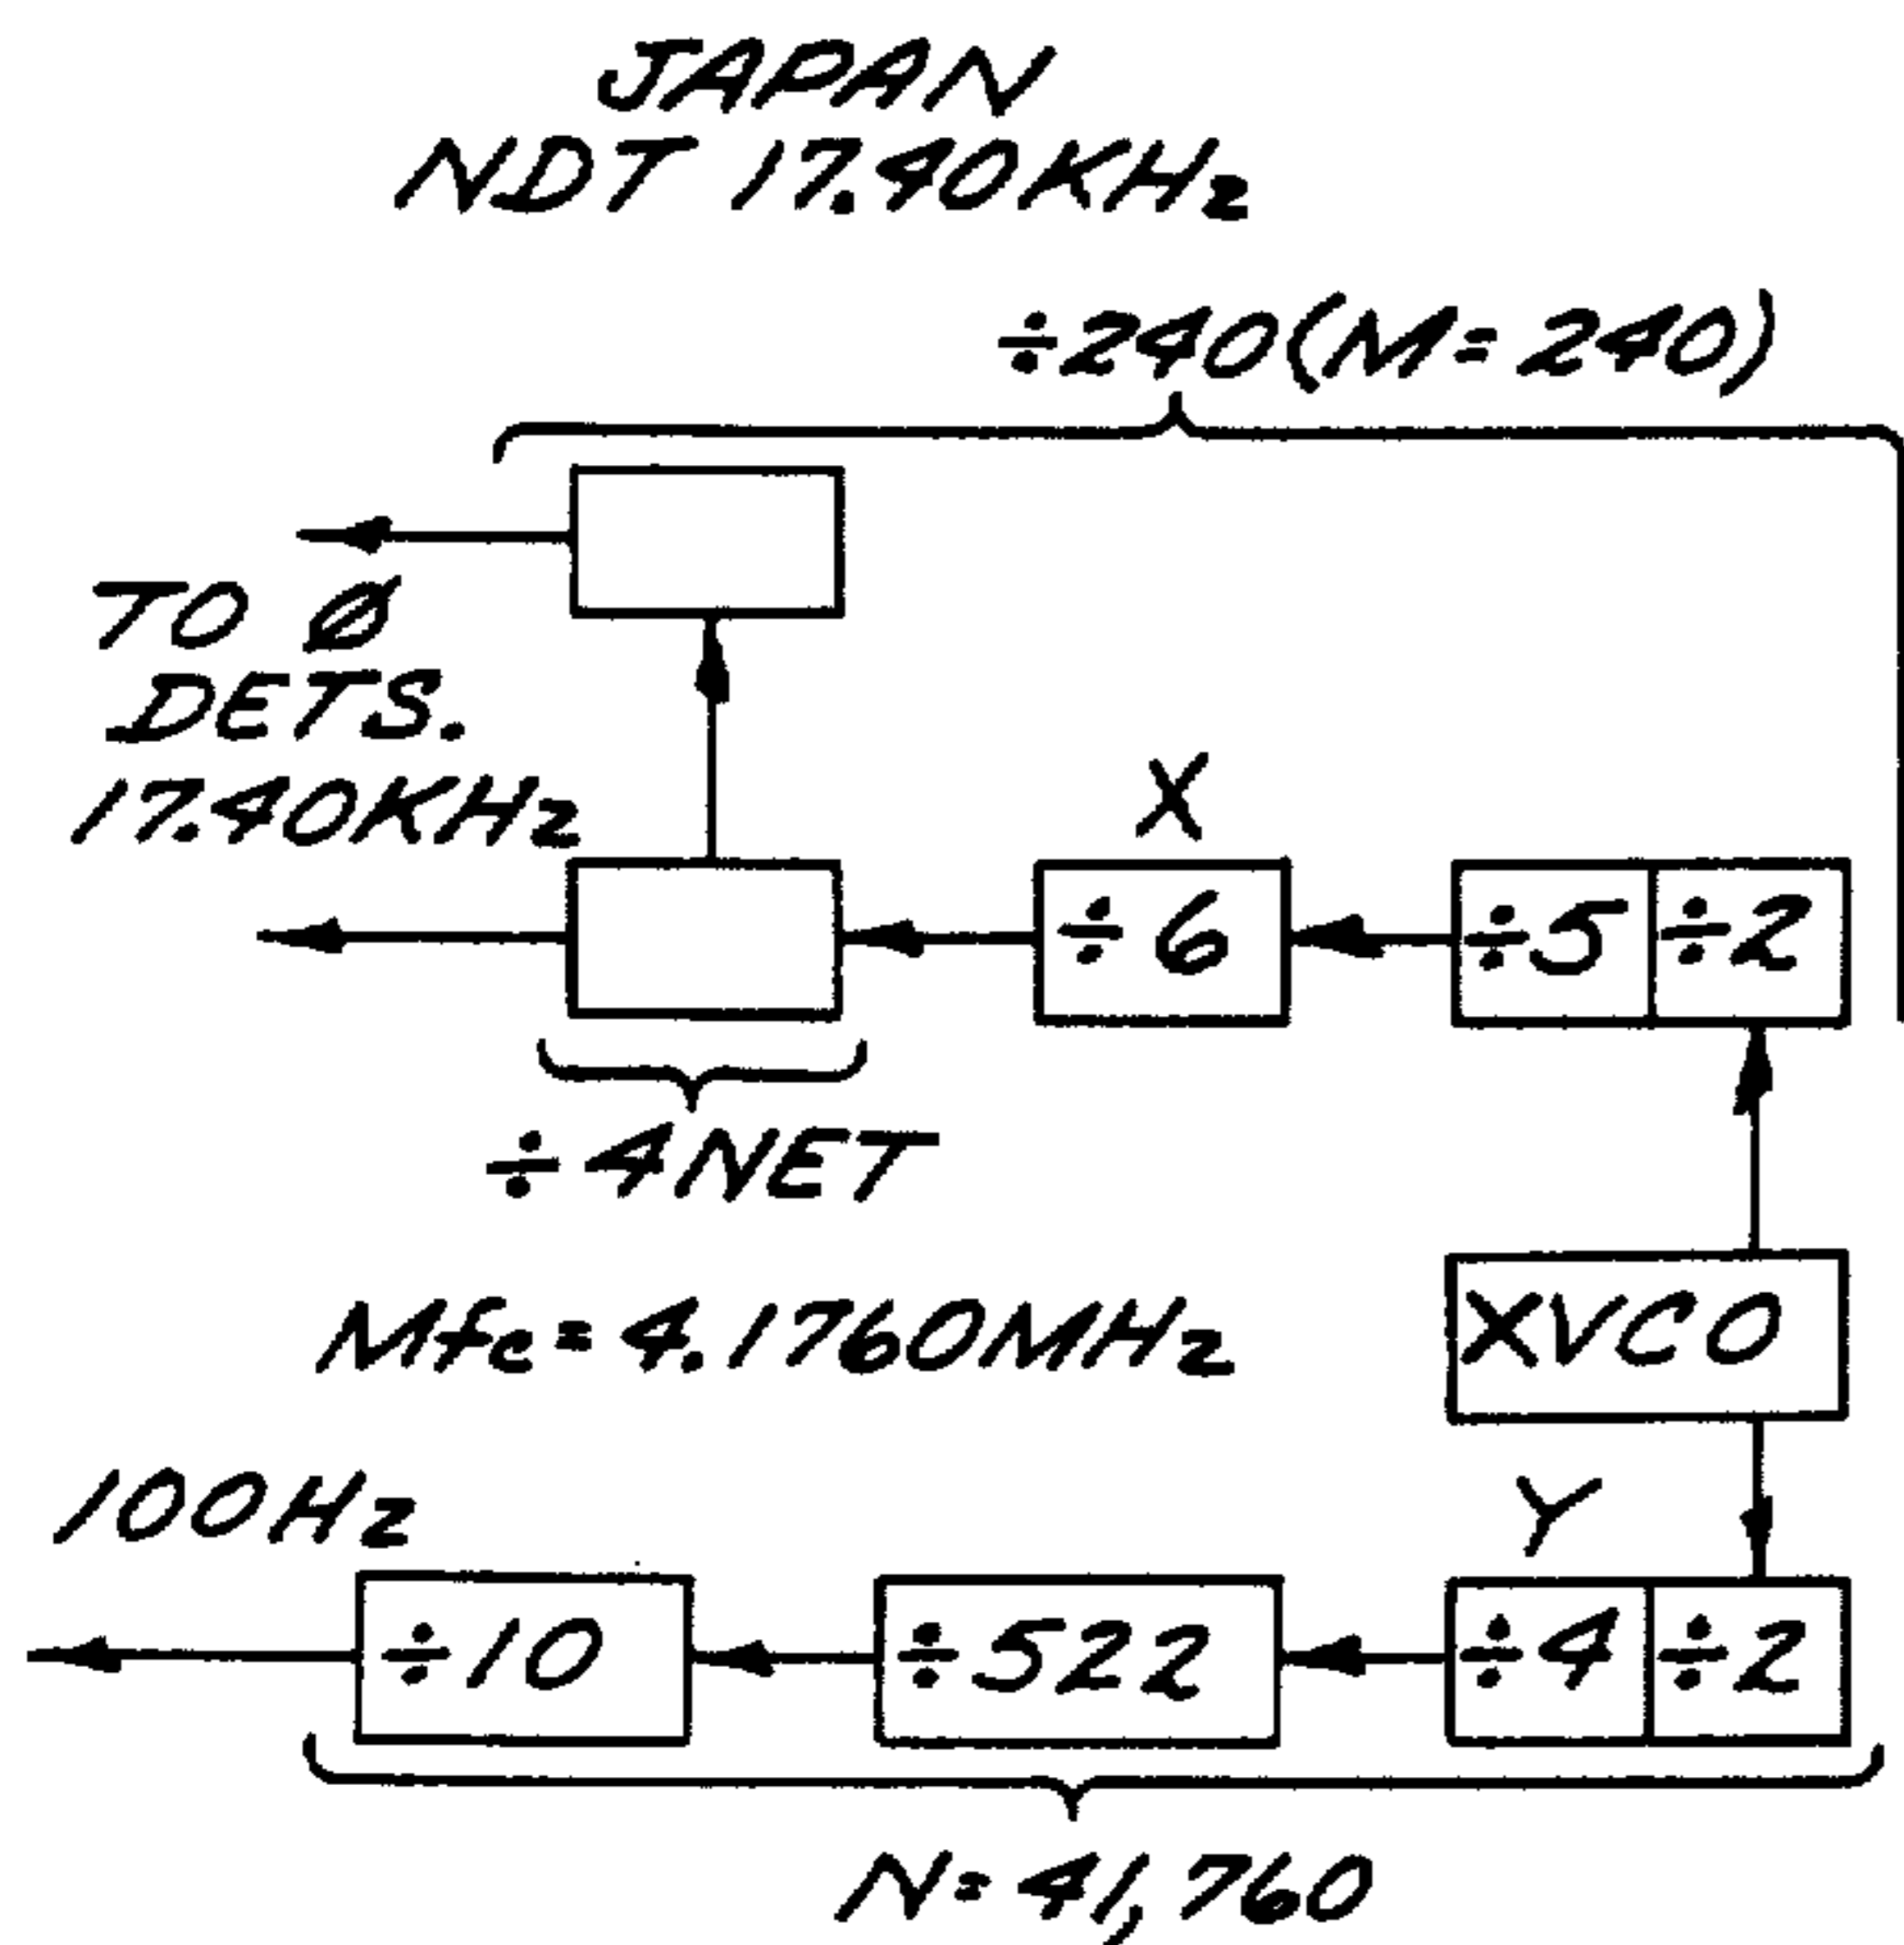 JAPAN
NDT 17.40KHz
÷240(M=240)
TO Ø
DETS.
17.40KHz
X
÷6
÷5 ÷2
÷4NET
Mfc=4.1760MHz
XVCO
100Hz
Y
÷10
÷522
÷4 ÷2
N=41,760